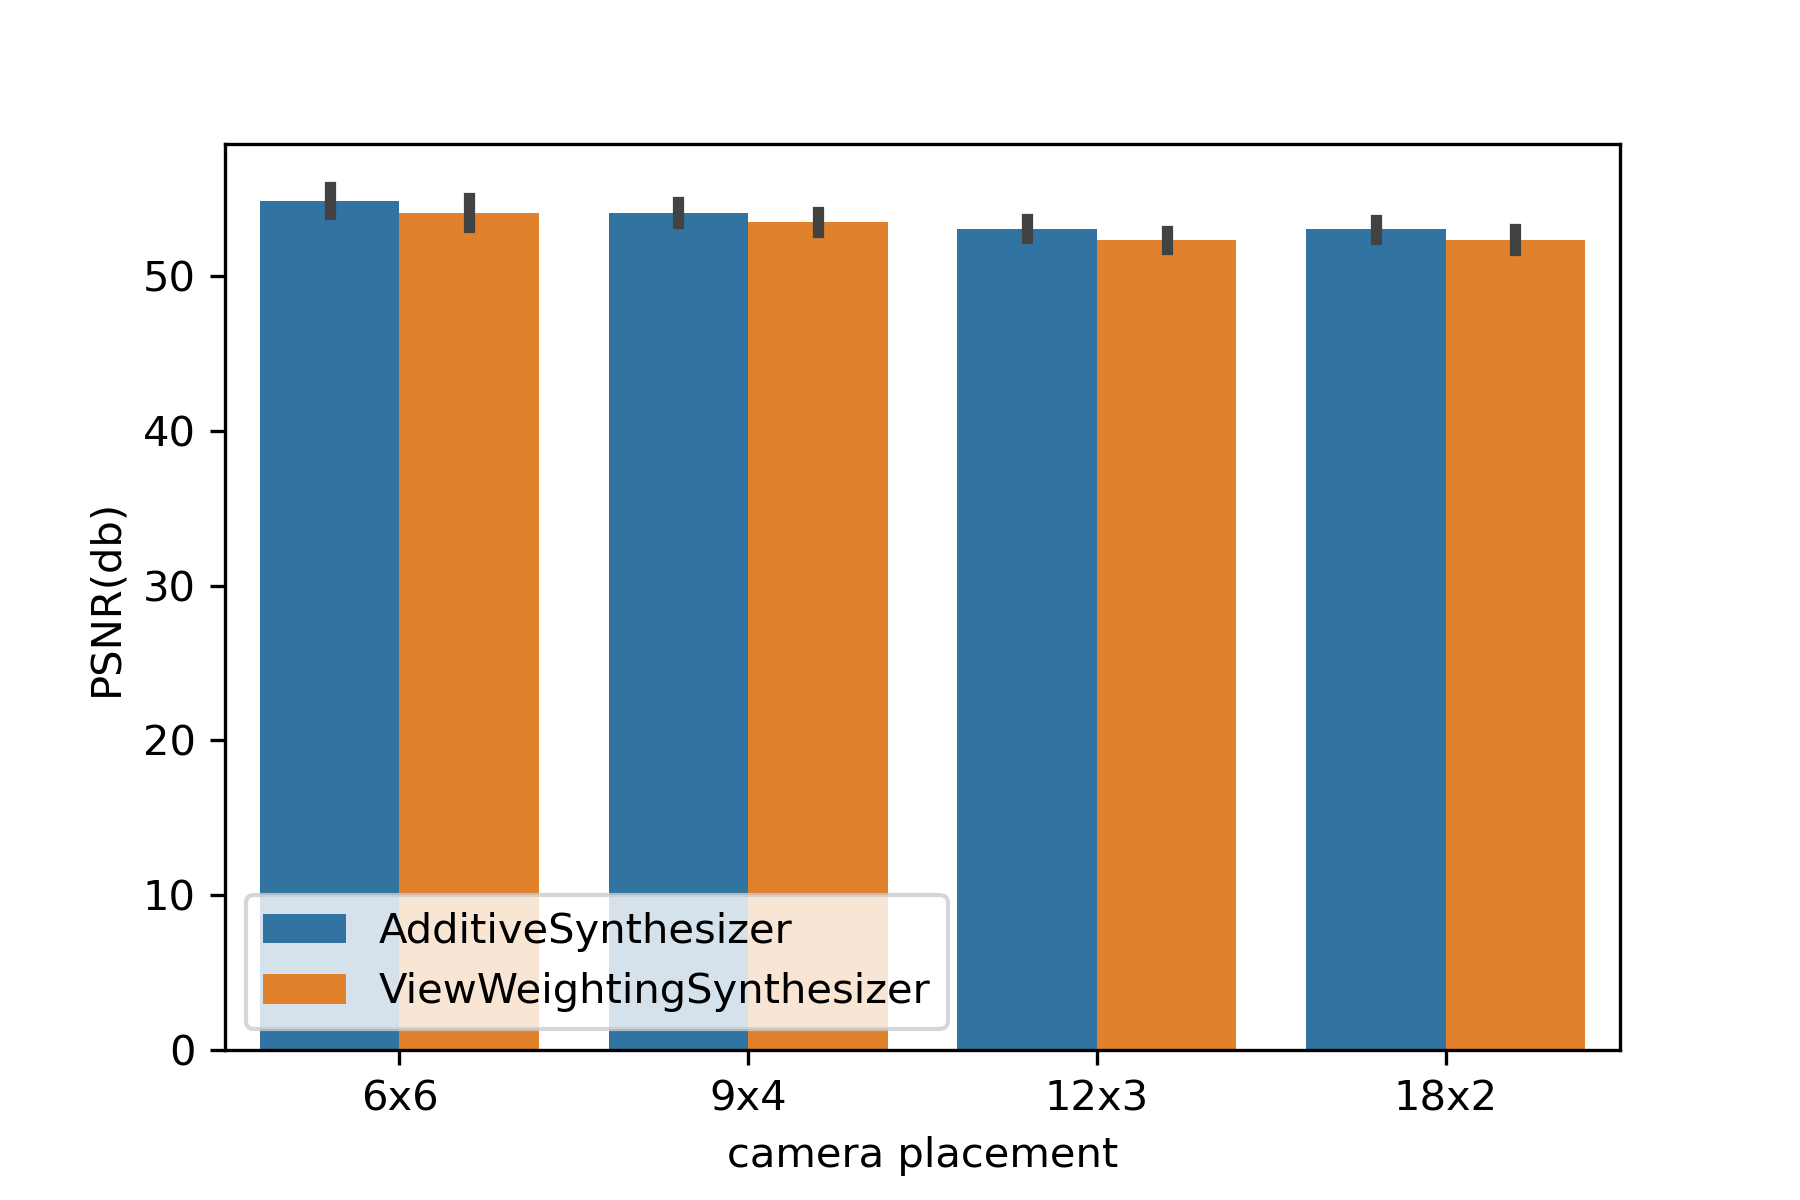 PSNR(db)
50
40
30
20
10
0
AdditiveSynthesizer
ViewWeightingSynthesizer
6x6 9x4 12x3 18x2
camera placement